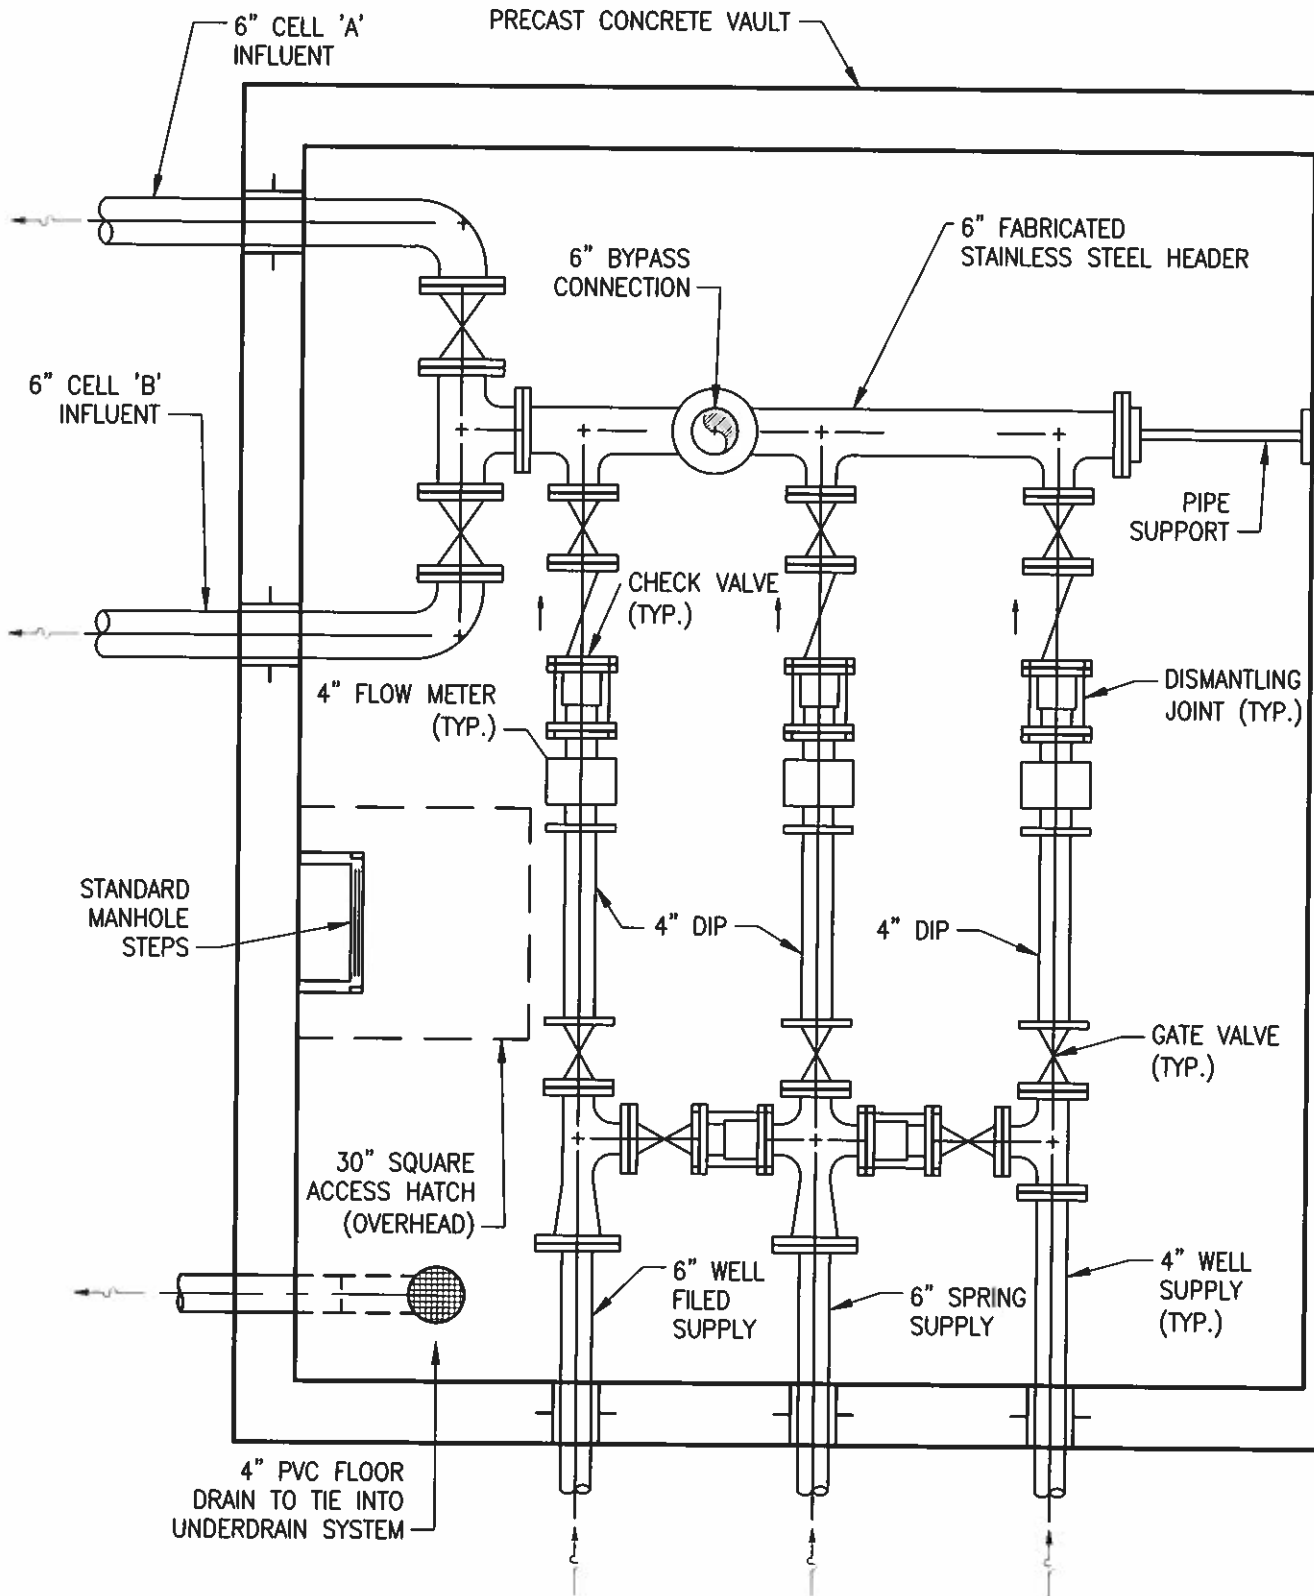 6" CELL 'A'
INFLUENT
PRECAST CONCRETE VAULT
6" FABRICATED
STAINLESS STEEL HEADER
6" BYPASS
CONNECTION
6" CELL 'B'
INFLUENT
PIPE
SUPPORT
CHECK VALVE
(TYP.)
4" FLOW METER
(TYP.)
DISMANTLING
JOINT (TYP.)
STANDARD
MANHOLE
STEPS
4" DIP
4" DIP
GATE VALVE
(TYP.)
30" SQUARE
ACCESS HATCH
(OVERHEAD)
6" WELL
FILED
SUPPLY
6" SPRING
SUPPLY
4" WELL
SUPPLY
(TYP.)
4" PVC FLOOR
DRAIN TO TIE INTO
UNDERDRAIN SYSTEM